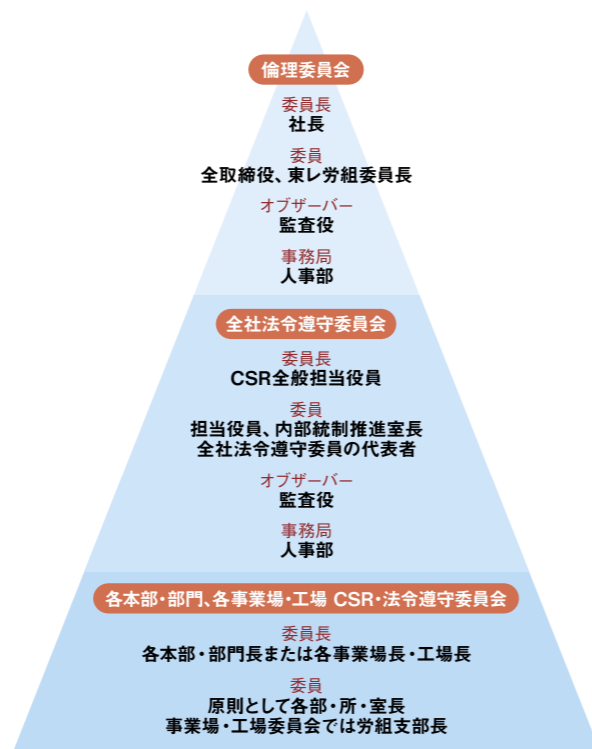 倫理委員会
委員長
社長
委員
全取締役、東レ労組委員長
オブザーバー
監査役
事務局
人事部
全社法令遵守委員会
委員長
CSR全般担当役員
委員
担当役員、内部統制推進室長
全社法令遵守委員の代表者
オブザーバー
監査役
事務局
人事部
各本部・部門、各事業場・工場 CSR・法令遵守委員会
委員長
各本部・部門長または各事業場長・工場長
委員
原則として各部・所・室長
事業場・工場委員会では労組支部長